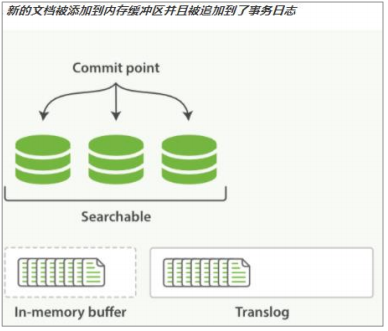 新的文档被添加到内存缓冲区并且被追加到了事务日志
Commit point
Searchable
In-memory buffer
Translog